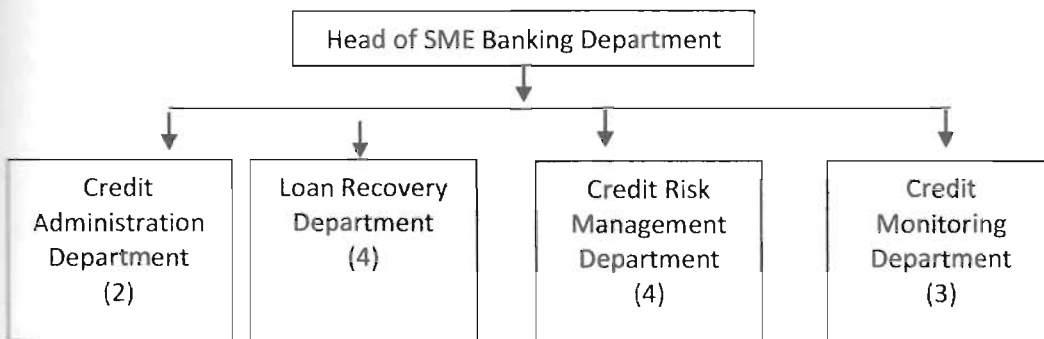 Head of SME Banking Department
Credit
Administration
Department
(2)
Loan Recovery
Department
(4)
Credit Risk
Management
Department
(4)
Credit
Monitoring
Department
(3)